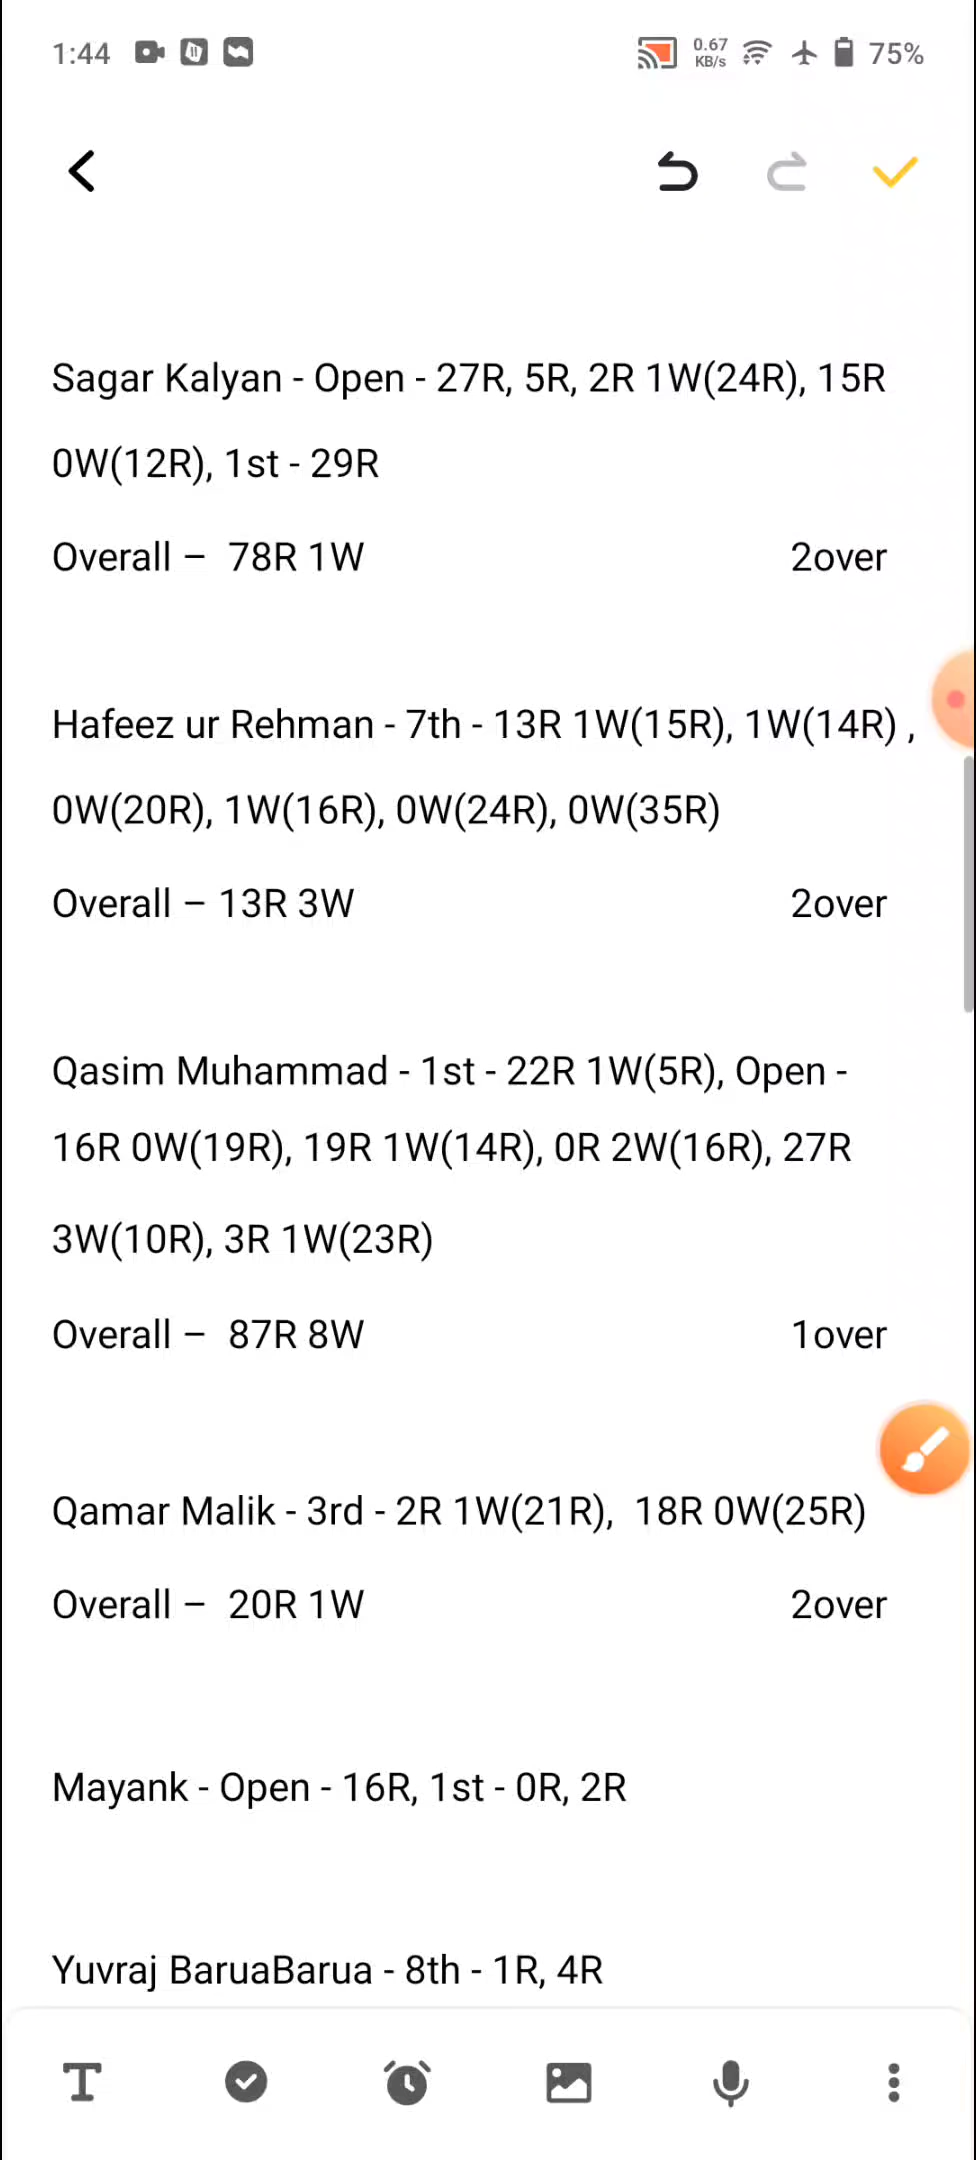 1:44
0.67
KB/s
75%
Sagar Kalyan - Open - 27R, 5R, 2R 1W(24R), 15R
0W(12R), 1st - 29R
Overall –  78R 1W 2over
Hafeez ur Rehman - 7th - 13R 1W(15R), 1W(14R) ,
0W(20R), 1W(16R), 0W(24R), 0W(35R)
Overall – 13R 3W 2over
Qasim Muhammad - 1st - 22R 1W(5R), Open -
16R 0W(19R), 19R 1W(14R), 0R 2W(16R), 27R
3W(10R), 3R 1W(23R)
Overall –  87R 8W 1over
Qamar Malik - 3rd - 2R 1W(21R),  18R 0W(25R)
Overall –  20R 1W 2over
Mayank - Open - 16R, 1st - 0R, 2R
Yuvraj BaruaBarua - 8th - 1R, 4R